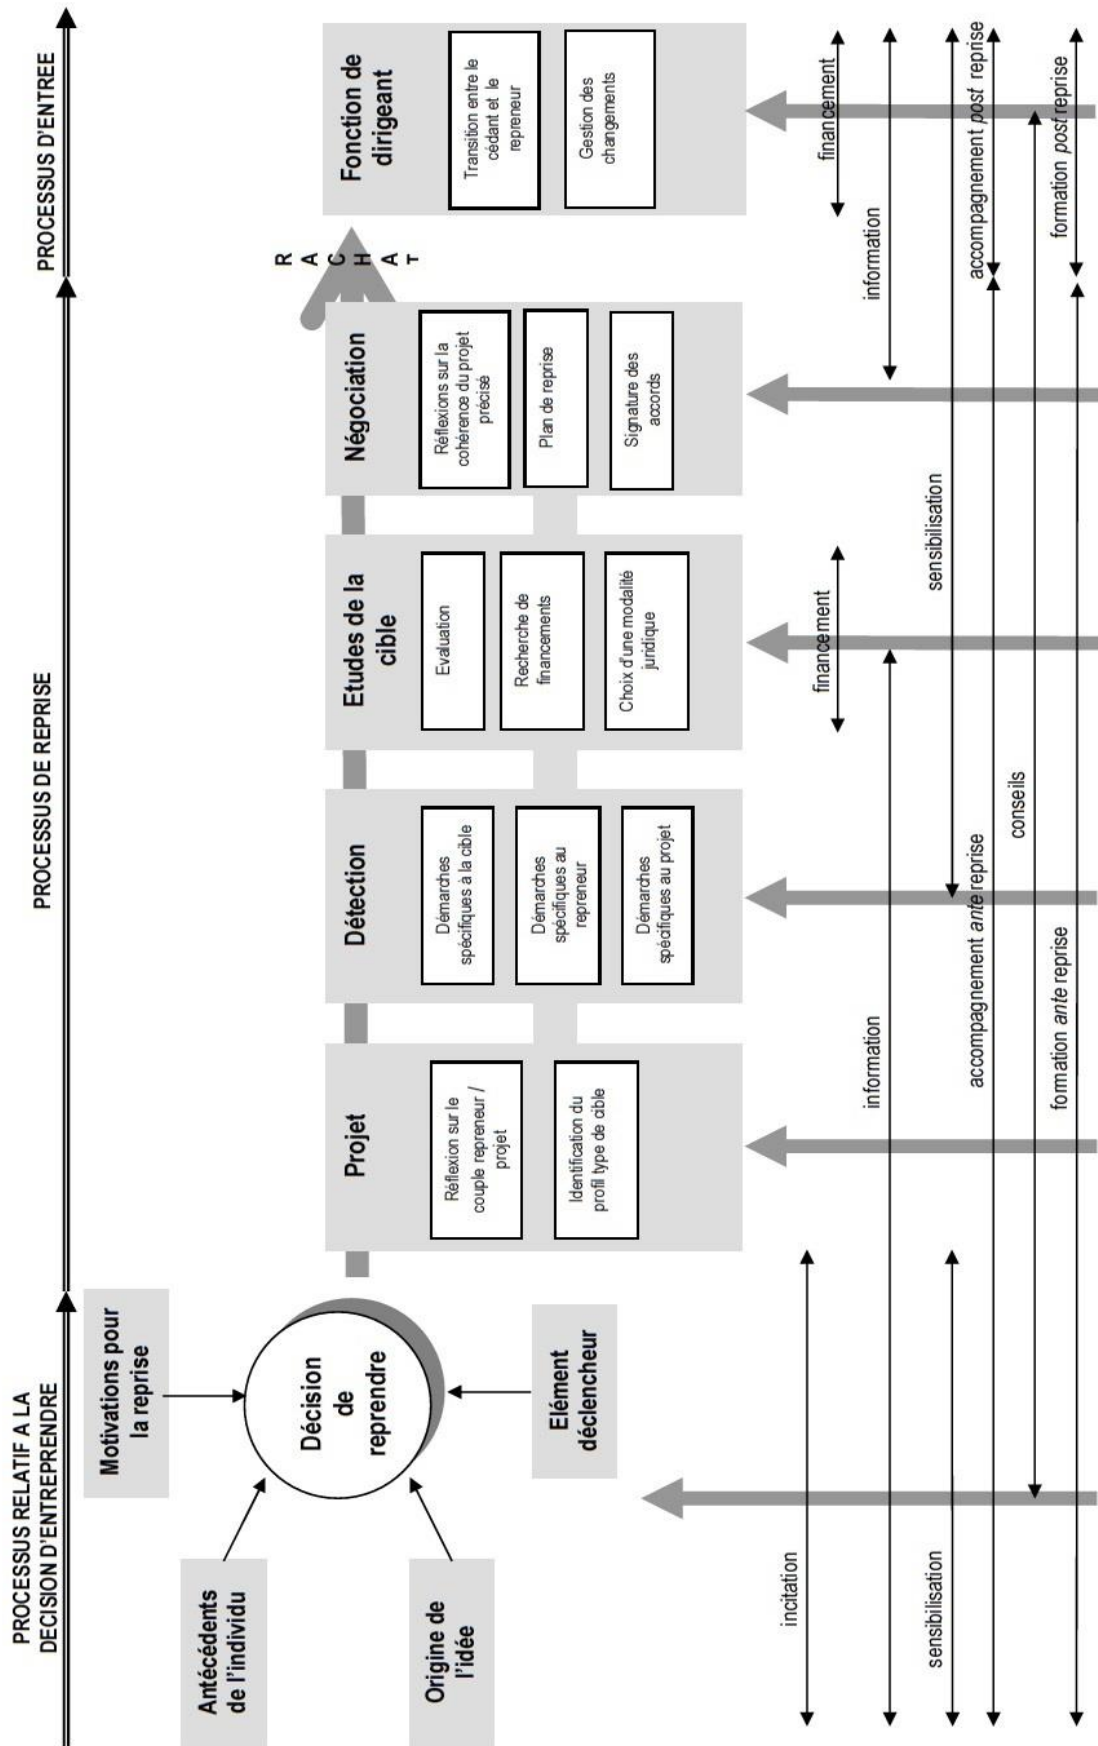 PROCESSUS RELATIF A LA
DECISION D'ENTREPRENDRE
PROCESSUS DE REPRISE
PROCESSUS D'ENTREE
Motivations pour
la reprise
Antécédents
de l'individu
Décision
de
reprendre
Origine de
l'idée
Elément
déclencheur
Projet
Réflexion sur le
couple repreneur /
projet
Identification du
profil type de cible
Détection
Démarches
spécifiques à la cible
Démarches
spécifiques au
repreneur
Démarches
spécifiques au projet
Etudes de la
cible
Evaluation
Recherche de
financements
Choix d'une modalité
juridique
Négociation
Réflexions sur la
cohérence du projet
précisé
Plan de reprise
Signature des
accords
R
A
C
H
A
T
Fonction de
dirigeant
Transition entre le
cédant et le
repreneur
Gestion des
changements
incitation
financement
financement
information
information
sensibilisation
sensibilisation
accompagnement ante reprise
accompagnement post reprise
conseils
formation ante reprise
formation post reprise